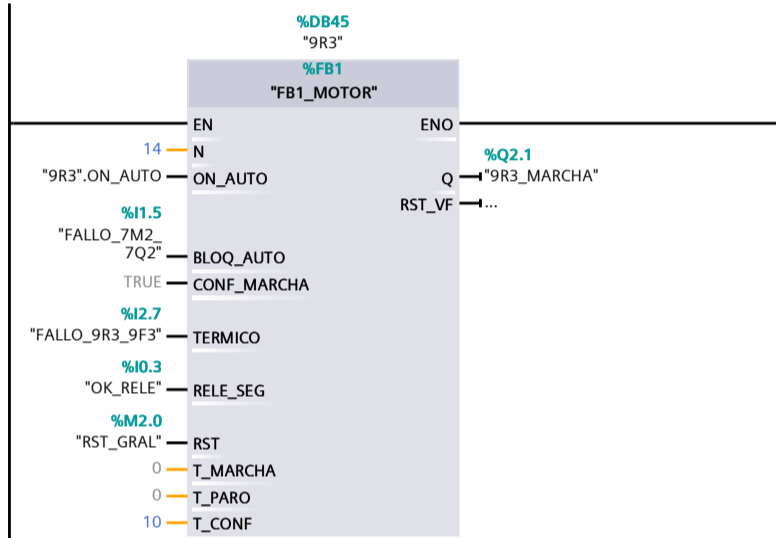 %DB45
"9R3"
%FB1
"FB1_MOTOR"
EN ENO
14 N
%Q2.1
"9R3".ON_AUTO ON_AUTO Q "9R3_MARCHA"
RST_VF ...
%I1.5
"FALLO_7M2_
7Q2" BLOQ_AUTO
TRUE CONF_MARCHA
%I2.7
"FALLO_9R3_9F3" TERMICO
%I0.3
"OK_RELE" RELE_SEG
%M2.0
"RST_GRAL" RST
0 T_MARCHA
0 T_PARO
10 T_CONF